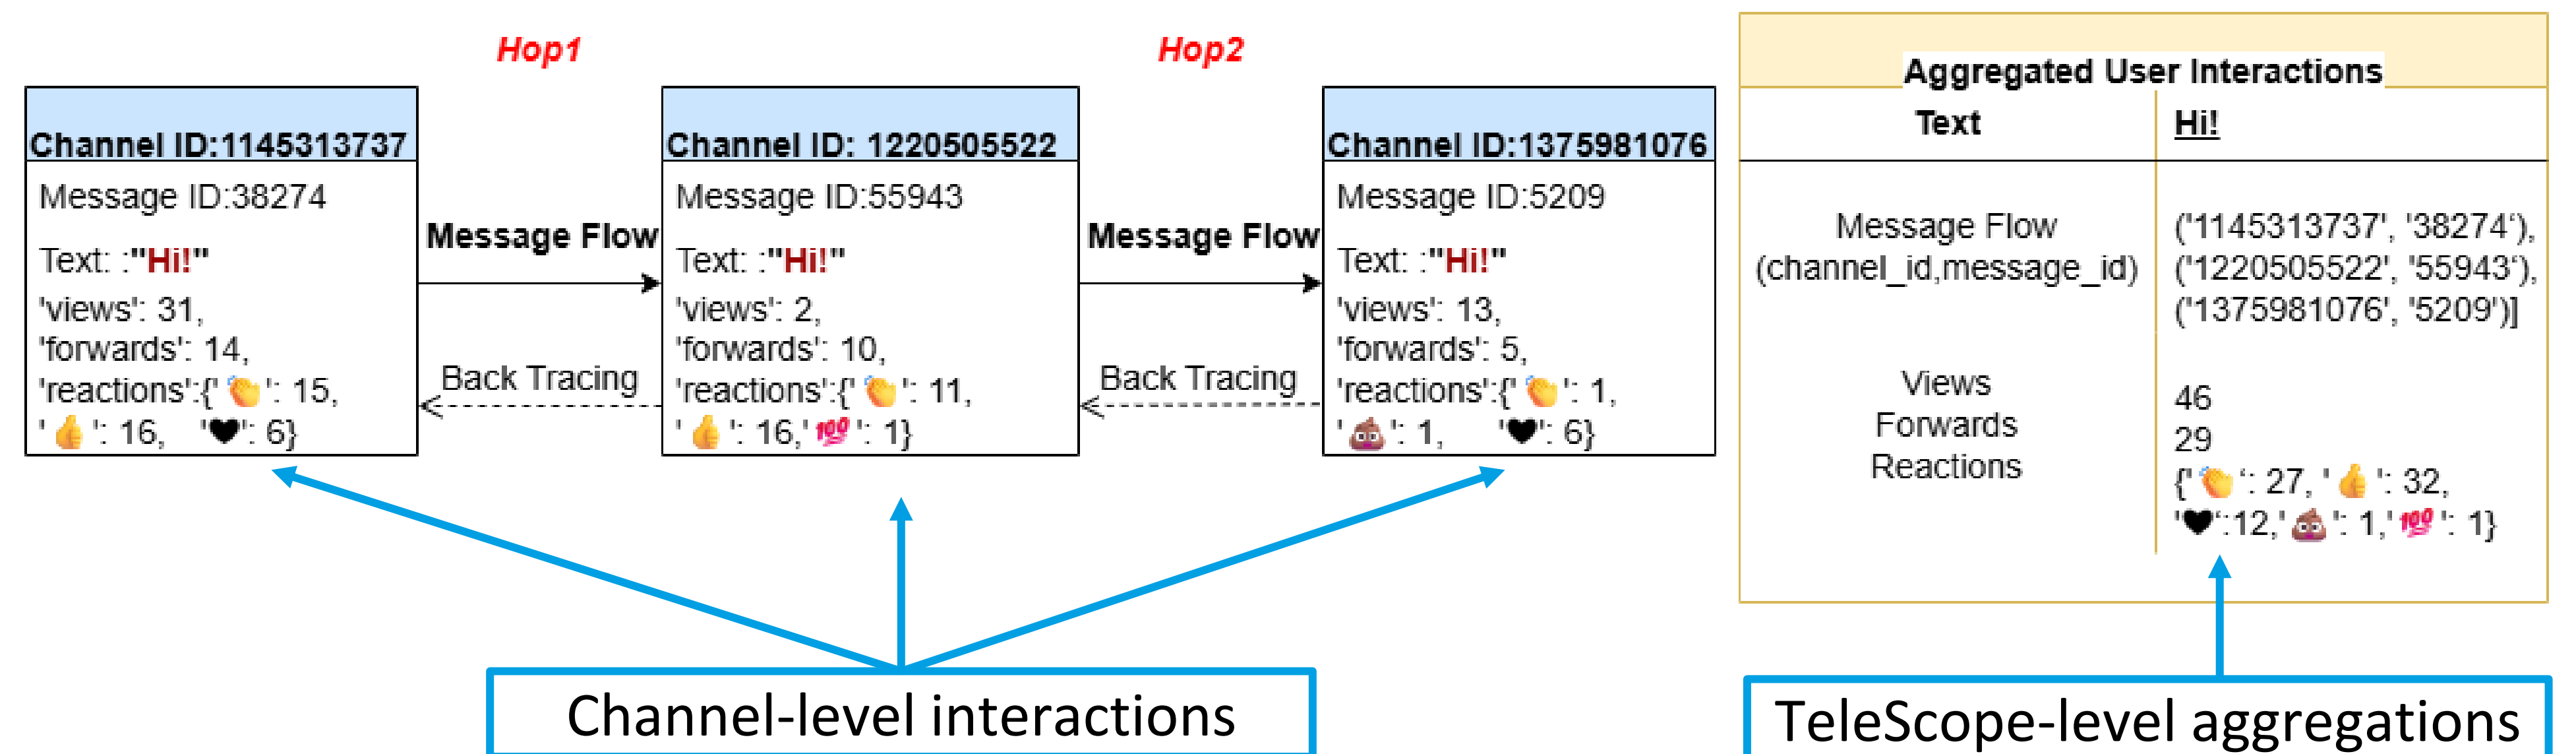 Hop1
Hop2
Channel ID:1145313737
Message ID:38274
Text: :"Hi!"
'views': 31,
'forwards': 14,
'reactions':{' 👏 ': 15,
' 👍 ': 16, '🖤': 6}
Message Flow
Back Tracing
Channel ID: 1220505522
Message ID:55943
Text: :"Hi!"
'views': 2,
'forwards': 10,
'reactions':{' 👏 ': 11,
' 👍 ': 16,' 💯 ': 1}
Message Flow
Back Tracing
Channel ID:1375981076
Message ID:5209
Text: :"Hi!"
'views': 13,
'forwards': 5,
'reactions':{' 👏 ': 1,
' 💩 ': 1, '🖤': 6}
Aggregated User Interactions
Text Hi!
Message Flow
(channel_id,message_id)
('1145313737', '38274‘),
('1220505522', '55943‘),
('1375981076', '5209')]
Views
Forwards
Reactions
46
29
{' 👏 ‘: 27, ' 👍 ': 32,
'🖤‘:12,' 💩 ': 1,' 💯 ': 1}
Channel-level interactions
TeleScope-level aggregations